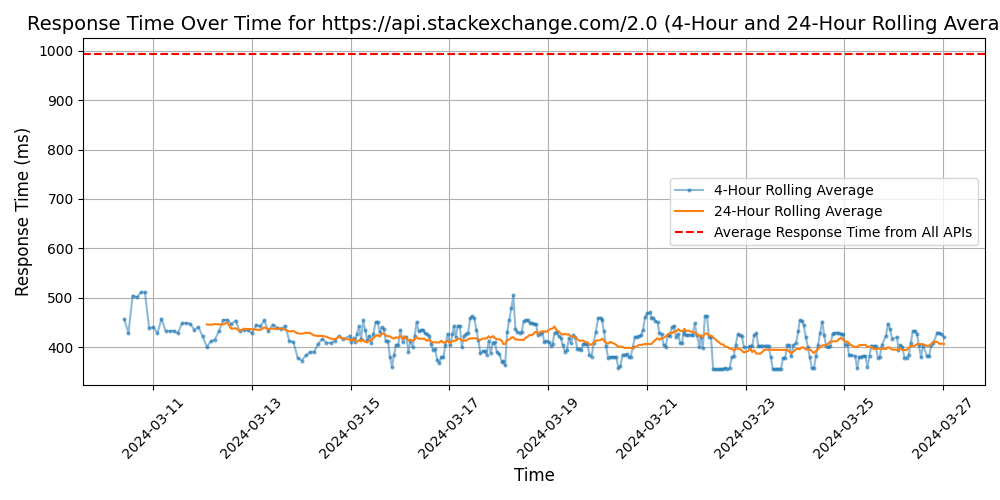 Response Time Over Time for https://api.stackexchange.com/2.0 (4-Hour and 24-Hour Rolling Avera
Response Time (ms)
1000
900
800
700
600
500
400
4-Hour Rolling Average
24-Hour Rolling Average
Average Response Time from All APIs
2024-03-11
2024-03-13
2024-03-15
2024-03-17
2024-03-19
2024-03-21
2024-03-23
2024-03-25
2024-03-27
Time